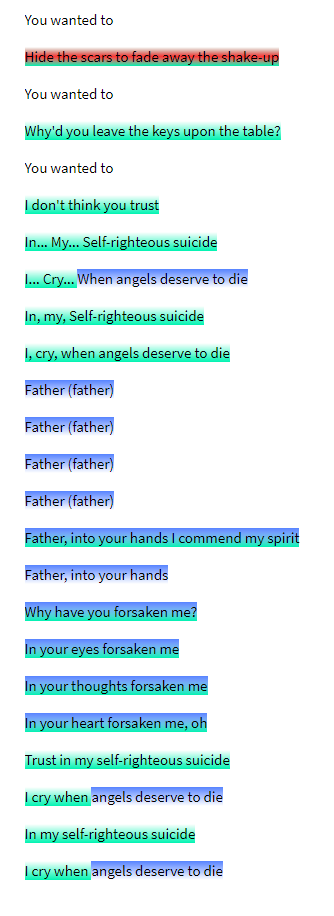 You wanted to
Hide the scars to fade away the shake-up
You wanted to
Why'd you leave the keys upon the table?
You wanted to
I don't think you trust
In... My... Self-righteous suicide
I... Cry... When angels deserve to die
In, my, Self-righteous suicide
I, cry, when angels deserve to die
Father (father)
Father (father)
Father (father)
Father (father)
Father, into your hands I commend my spirit
Father, into your hands
Why have you forsaken me?
In your eyes forsaken me
In your thoughts forsaken me
In your heart forsaken me, oh
Trust in my self-righteous suicide
I cry when angels deserve to die
In my self-righteous suicide
I cry when angels deserve to die